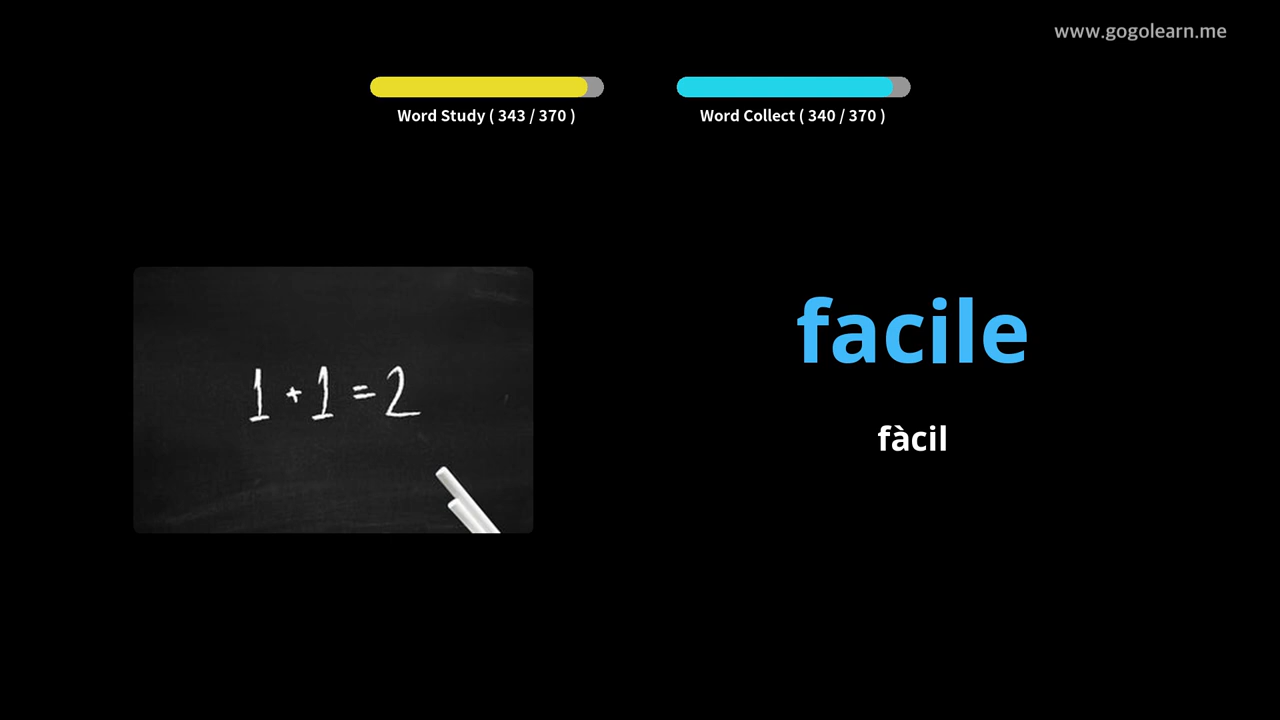 www.gogolearn.me
Word Study ( 343 / 370 )
Word Collect ( 340 / 370 )
1 + 1 = 2
facile
fàcil